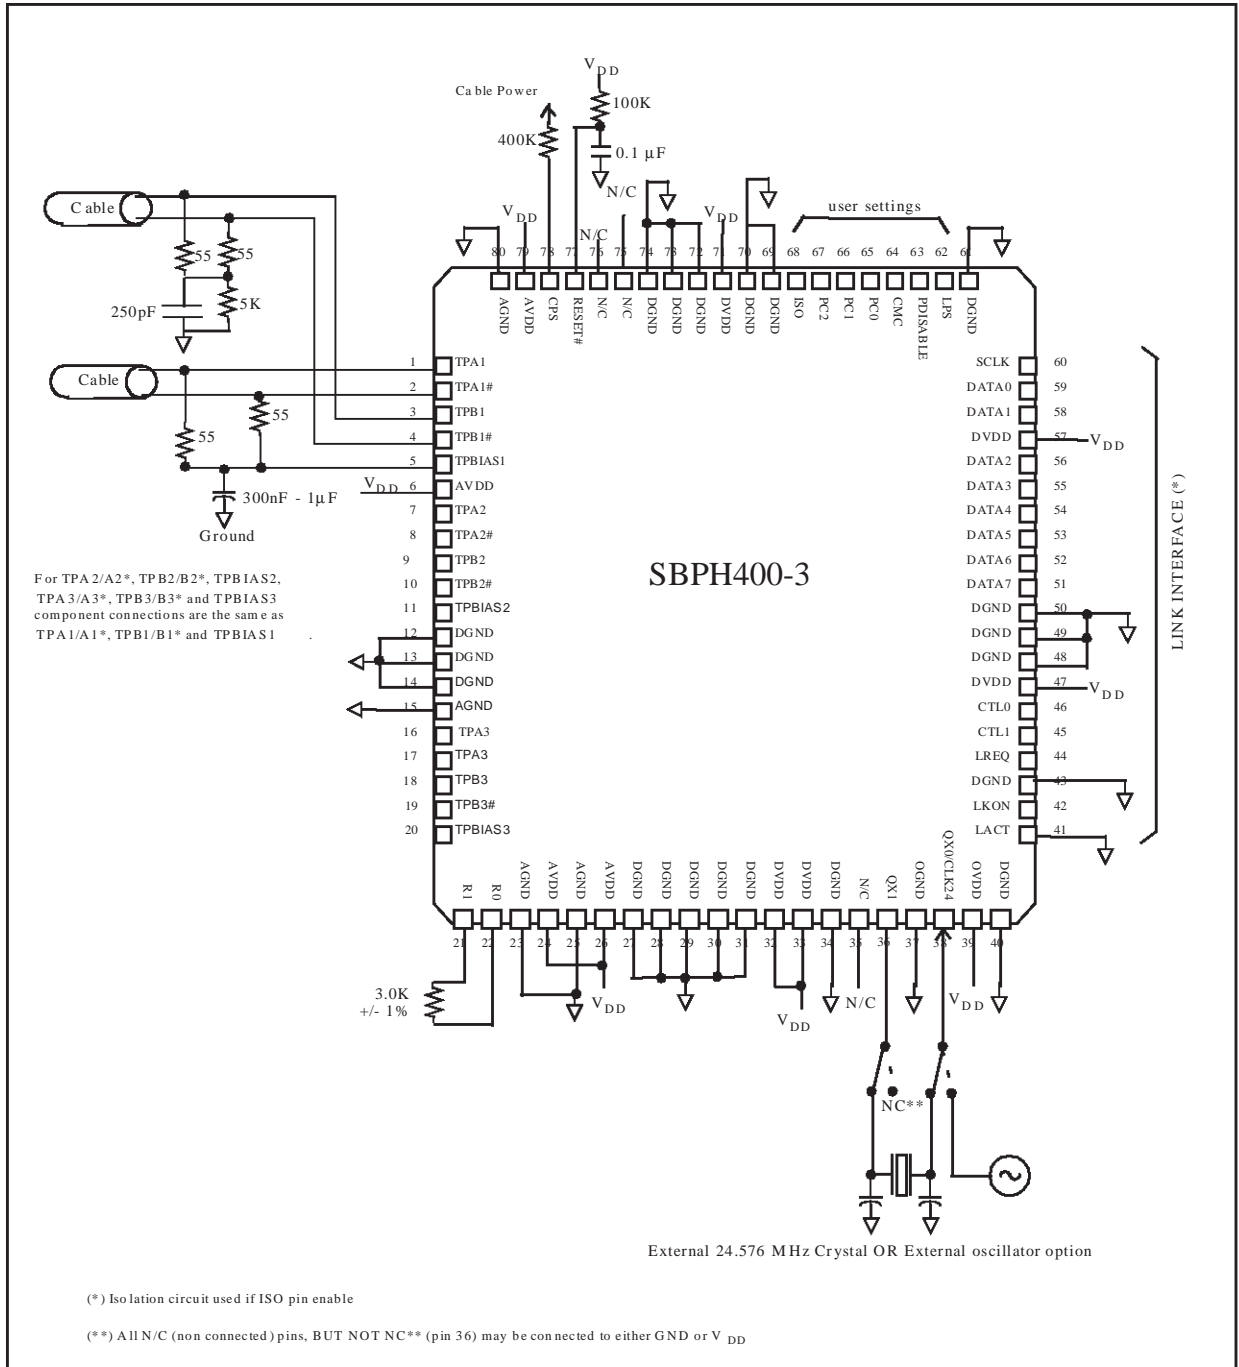 V DD
Cable Power
100K
400K
0.1 µF
N/C
V DD
N/C
V DD
user settings
Cable
80 79 78 77 76 75 74 73 72 71 70 69 68 67 66 65 64 63 62 61
55 55
5K
250pF
AGND AVDD CPS RESET# N/C N/C DGND DGND DGND DVDD DGND DGND ISO PC2 PC1 PC0 CMC PDISABLE LPS DGND
Cable
55
55
300nF - 1µF
Ground
V DD
1 TPA1
2 TPA1#
3 TPB1
4 TPB1#
5 TPBIAS1
6 AVDD
7 TPA2
8 TPA2#
9 TPB2
10 TPB2#
11 TPBIAS2
12 DGND
13 DGND
14 DGND
15 AGND
16 TPA3
17 TPA3
18 TPB3
19 TPB3#
20 TPBIAS3
For TPA2/A2*, TPB2/B2*, TPBIAS2,
TPA3/A3*, TPB3/B3* and TPBIAS3
component connections are the same as
TPA1/A1*, TPB1/B1* and TPBIAS1 .
SBPH400-3
SCLK 60
DATA0 59
DATA1 58
DVDD 57 V DD
DATA2 56
DATA3 55
DATA4 54
DATA5 53
DATA6 52
DATA7 51
DGND 50
DGND 49
DGND 48
DVDD 47 V DD
CTL0 46
CTL1 45
LREQ 44
DGND 43
LKON 42
LACT 41
LINK INTERFACE (*)
R1 R0 AGND AVDD AGND AVDD DGND DGND DGND DGND DGND DVDD DVDD DGND N/C QX1 OGND QX0/CLK24 OVDD DGND
21 22 23 24 25 26 27 28 29 30 31 32 33 34 35 36 37 38 39 40
3.0K
+/- 1%
V DD
V DD
N/C
V DD
NC**
External 24.576 MHz Crystal OR External oscillator option
(*) Isolation circuit used if ISO pin enable
(**) All N/C (non connected) pins, BUT NOT NC** (pin 36) may be connected to either GND or V DD